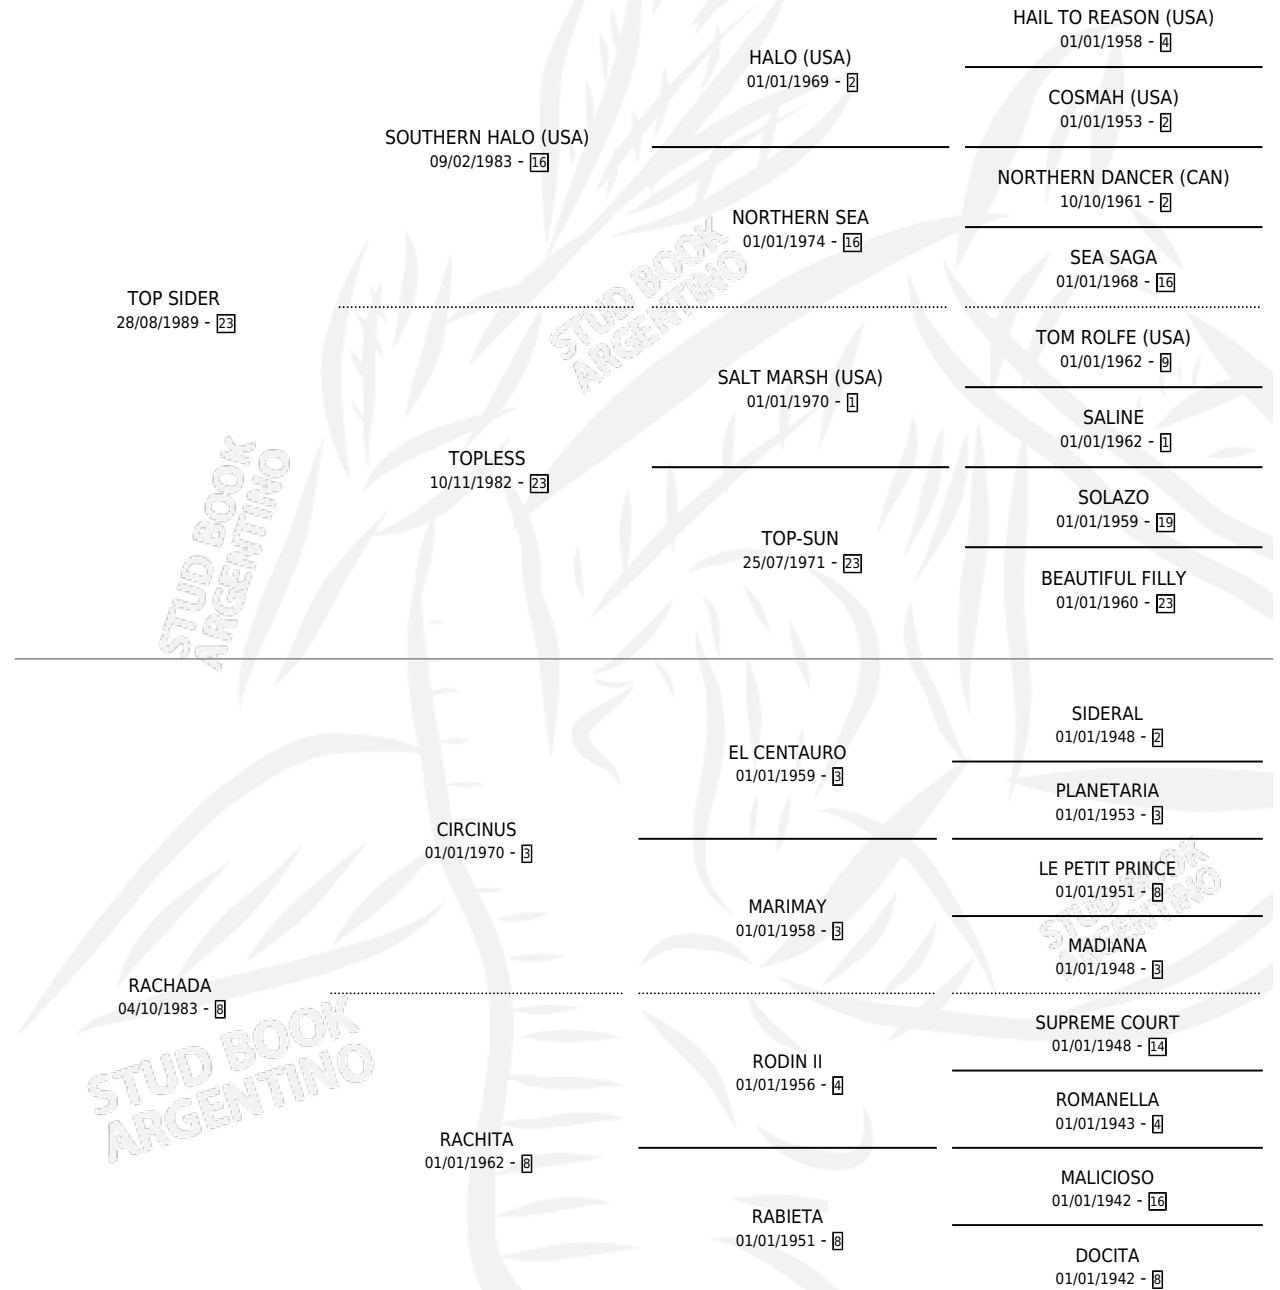 HAIL TO REASON (USA)
01/01/1958 - 4
HALO (USA)
01/01/1969 - 2
COSMAH (USA)
01/01/1953 - 2
SOUTHERN HALO (USA)
09/02/1983 - 16
NORTHERN DANCER (CAN)
10/10/1961 - 2
NORTHERN SEA
01/01/1974 - 16
SEA SAGA
01/01/1968 - 16
TOP SIDER
28/08/1989 - 23
TOM ROLFE (USA)
01/01/1962 - 9
SALT MARSH (USA)
01/01/1970 - 1
SALINE
01/01/1962 - 1
TOPLESS
10/11/1982 - 23
SOLAZO
01/01/1959 - 19
TOP-SUN
25/07/1971 - 23
BEAUTIFUL FILLY
01/01/1960 - 23
SIDERAL
01/01/1948 - 2
EL CENTAURO
01/01/1959 - 3
PLANETARIA
01/01/1953 - 3
CIRCINUS
01/01/1970 - 3
LE PETIT PRINCE
01/01/1951 - 8
MARIMAY
01/01/1958 - 3
MADIANA
01/01/1948 - 3
RACHADA
04/10/1983 - 8
SUPREME COURT
01/01/1948 - 14
RODIN II
01/01/1956 - 4
ROMANELLA
01/01/1943 - 4
RACHITA
01/01/1962 - 8
MALICIOSO
01/01/1942 - 16
RABIETA
01/01/1951 - 8
DOCITA
01/01/1942 - 8
STUD BOOK
ARGENTINO
STUD BOOK
ARGENTINO
STUD BOOK
ARGENTINO
STUD BOOK
ARGENTINO